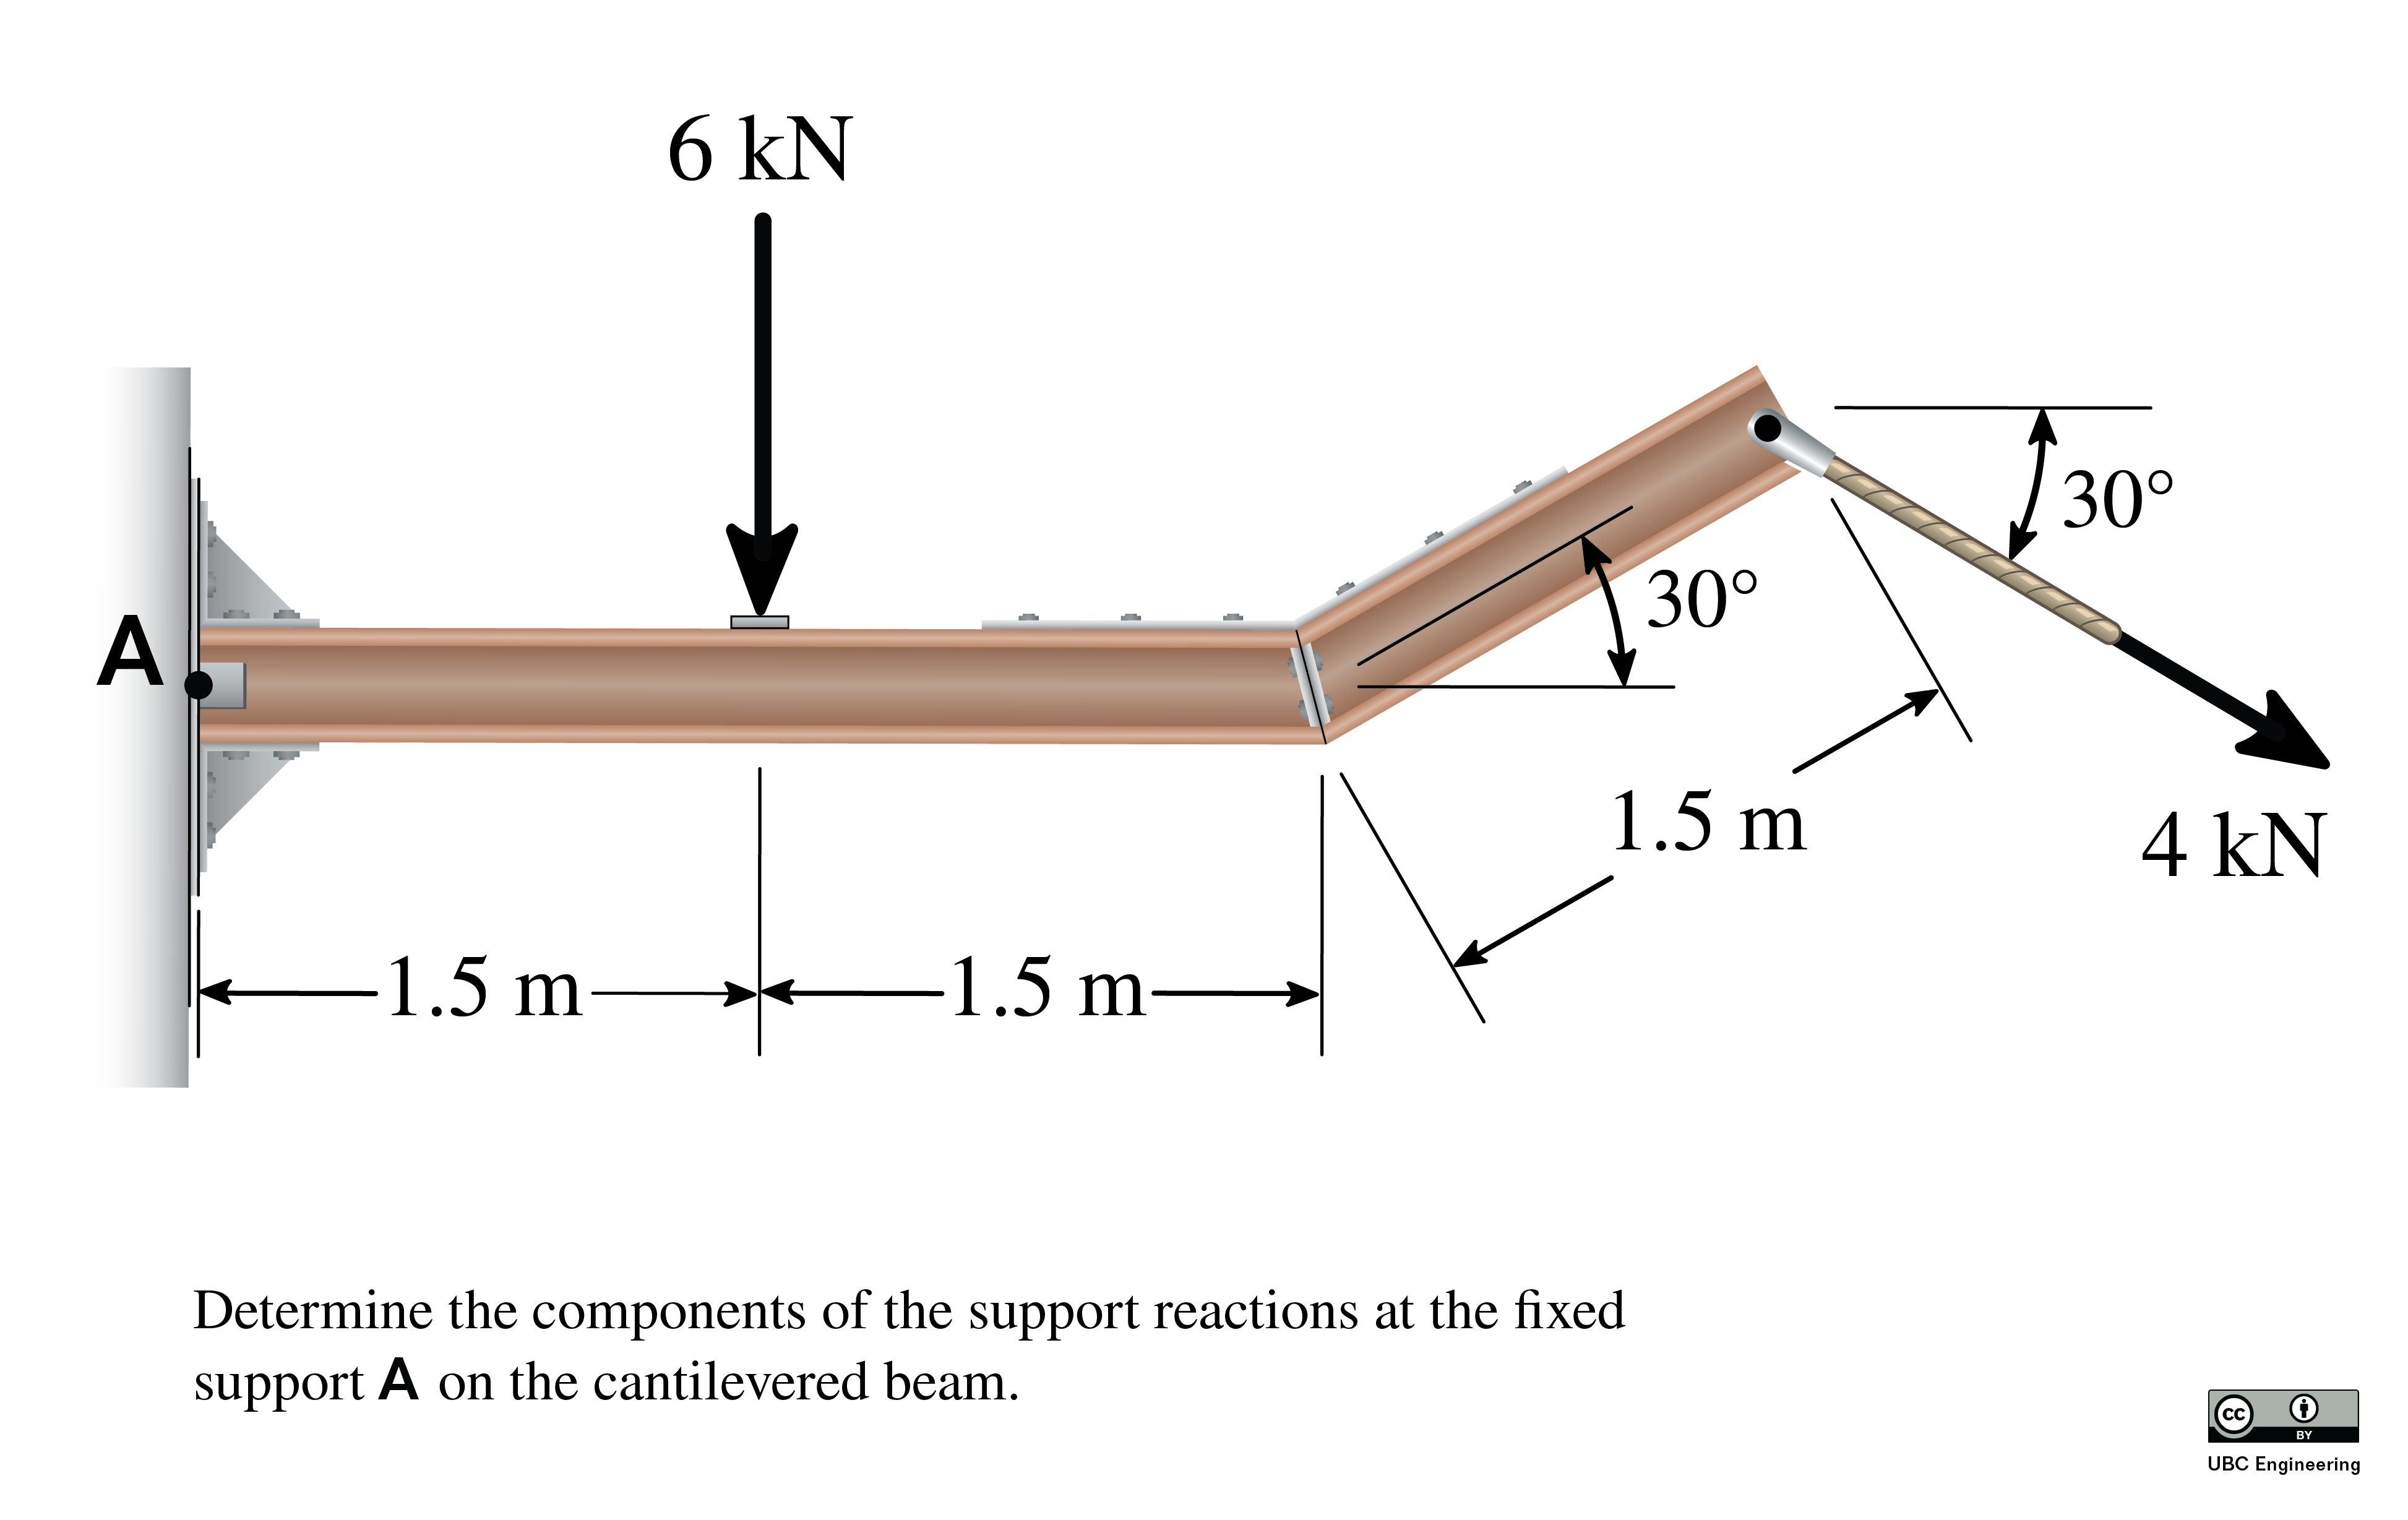 6 kN
30°
A
30°
1.5 m
4 kN
1.5 m
1.5 m
Determine the components of the support reactions at the fixed
support A on the cantilevered beam.
cc
BY
UBC Engineering